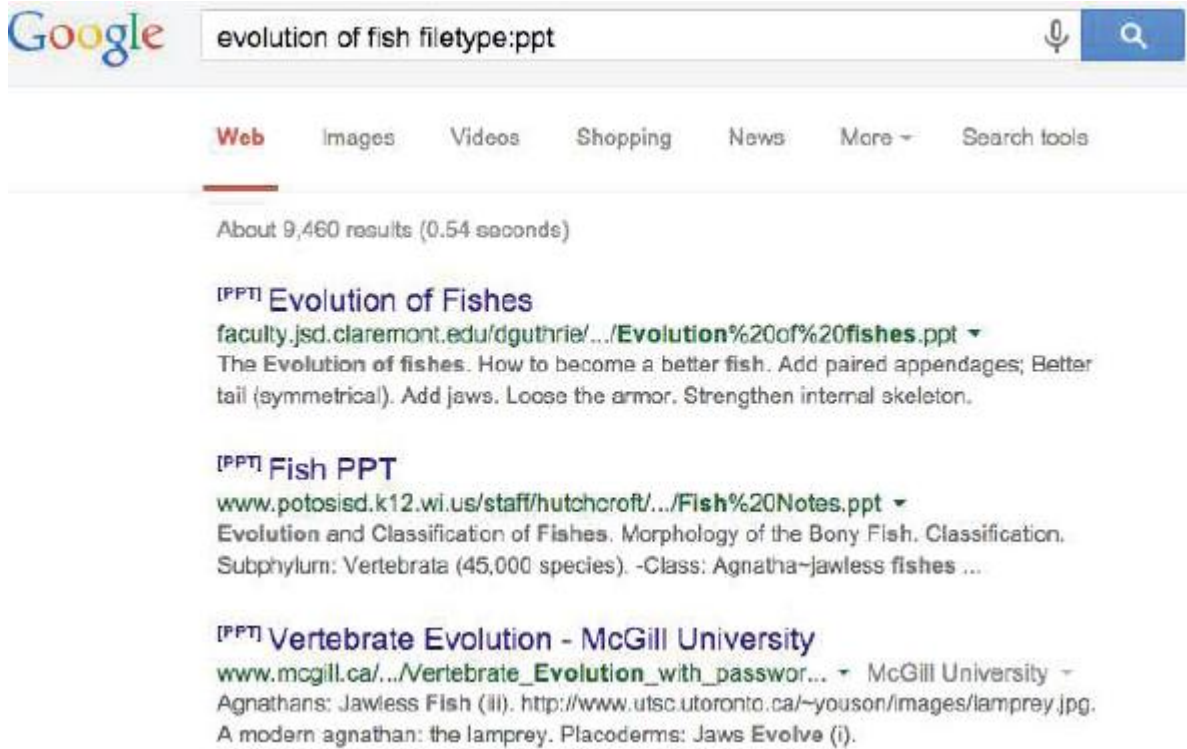 Google evolution of fish filetype:ppt
Web Images Videos Shopping News More Search tools
About 9,460 results (0.54 seconds)
[PPT] Evolution of Fishes
faculty.jsd.claremont.edu/dguthrie/.../Evolution%20of%20fishes.ppt
The Evolution of fishes. How to become a better fish. Add paired appendages; Better
tail (symmetrical). Add jaws. Loose the armor. Strengthen internal skeleton.
[PPT] Fish PPT
www.potosisd.k12.wi.us/staff/hutchcroft/.../Fish%20Notes.ppt
Evolution and Classification of Fishes. Morphology of the Bony Fish. Classification.
Subphylum: Vertebrata (45,000 species). -Class: Agnatha~jawless fishes ...
[PPT] Vertebrate Evolution - McGill University
www.mcgill.ca/.../Vertebrate_Evolution_with_passwor... McGill University
Agnathans: Jawless Fish (iii). http://www.utsc.utoronto.ca/~youson/images/lamprey.jpg.
A modern agnathan: the lamprey. Placoderms: Jaws Evolve (i).